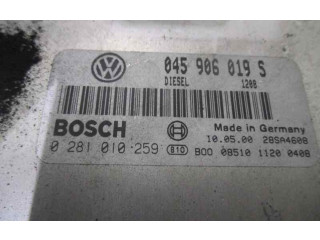 045 906 019 S
DIESEL 1208
BOSCH
Made in Germany
10.05.00 28SA4608
0 281 010 259 810 B00 08510 1120 0408